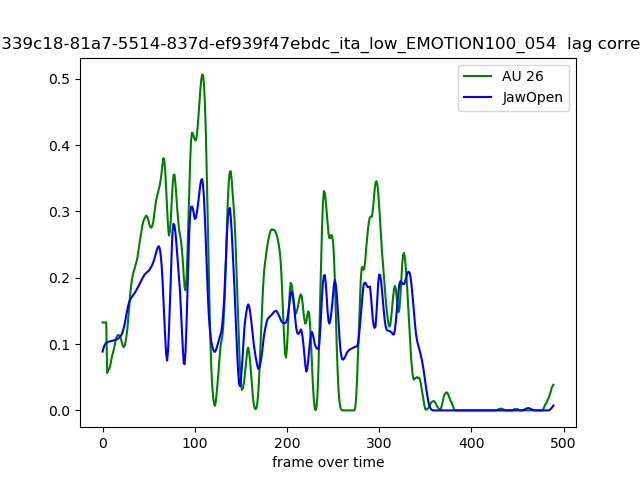 339c18-81a7-5514-837d-ef939f47ebdc_ita_low_EMOTION100_054 lag corre
AU 26
JawOpen
0.5
0.4
0.3
0.2
0.1
0.0
0 100 200 300 400 500
frame over time